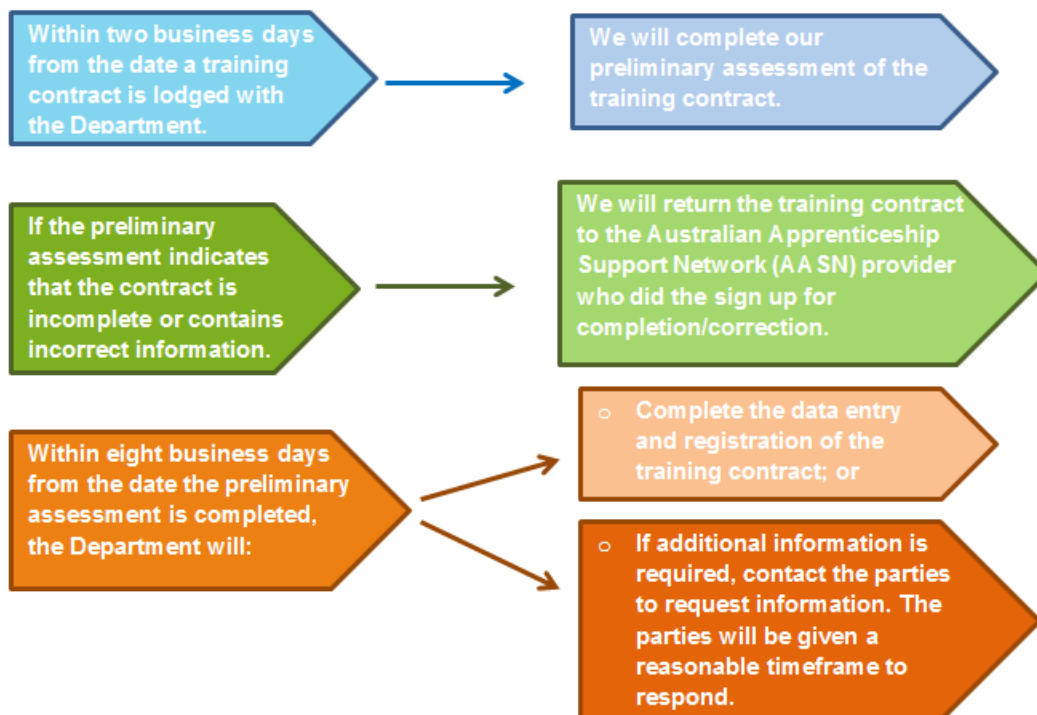 Within two business days
from the date a training
contract is lodged with
the Department.
We will complete our
preliminary assessment of the
training contract.
If the preliminary
assessment indicates
that the contract is
incomplete or contains
incorrect information.
We will return the training contract
to the Australian Apprenticeship
Support Network (AASN) provider
who did the sign up for
completion/correction.
Within eight business days
from the date the preliminary
assessment is completed,
the Department will:
o Complete the data entry
and registration of the
training contract; or
o If additional information is
required, contact the parties
to request information. The
parties will be given a
reasonable timeframe to
respond.